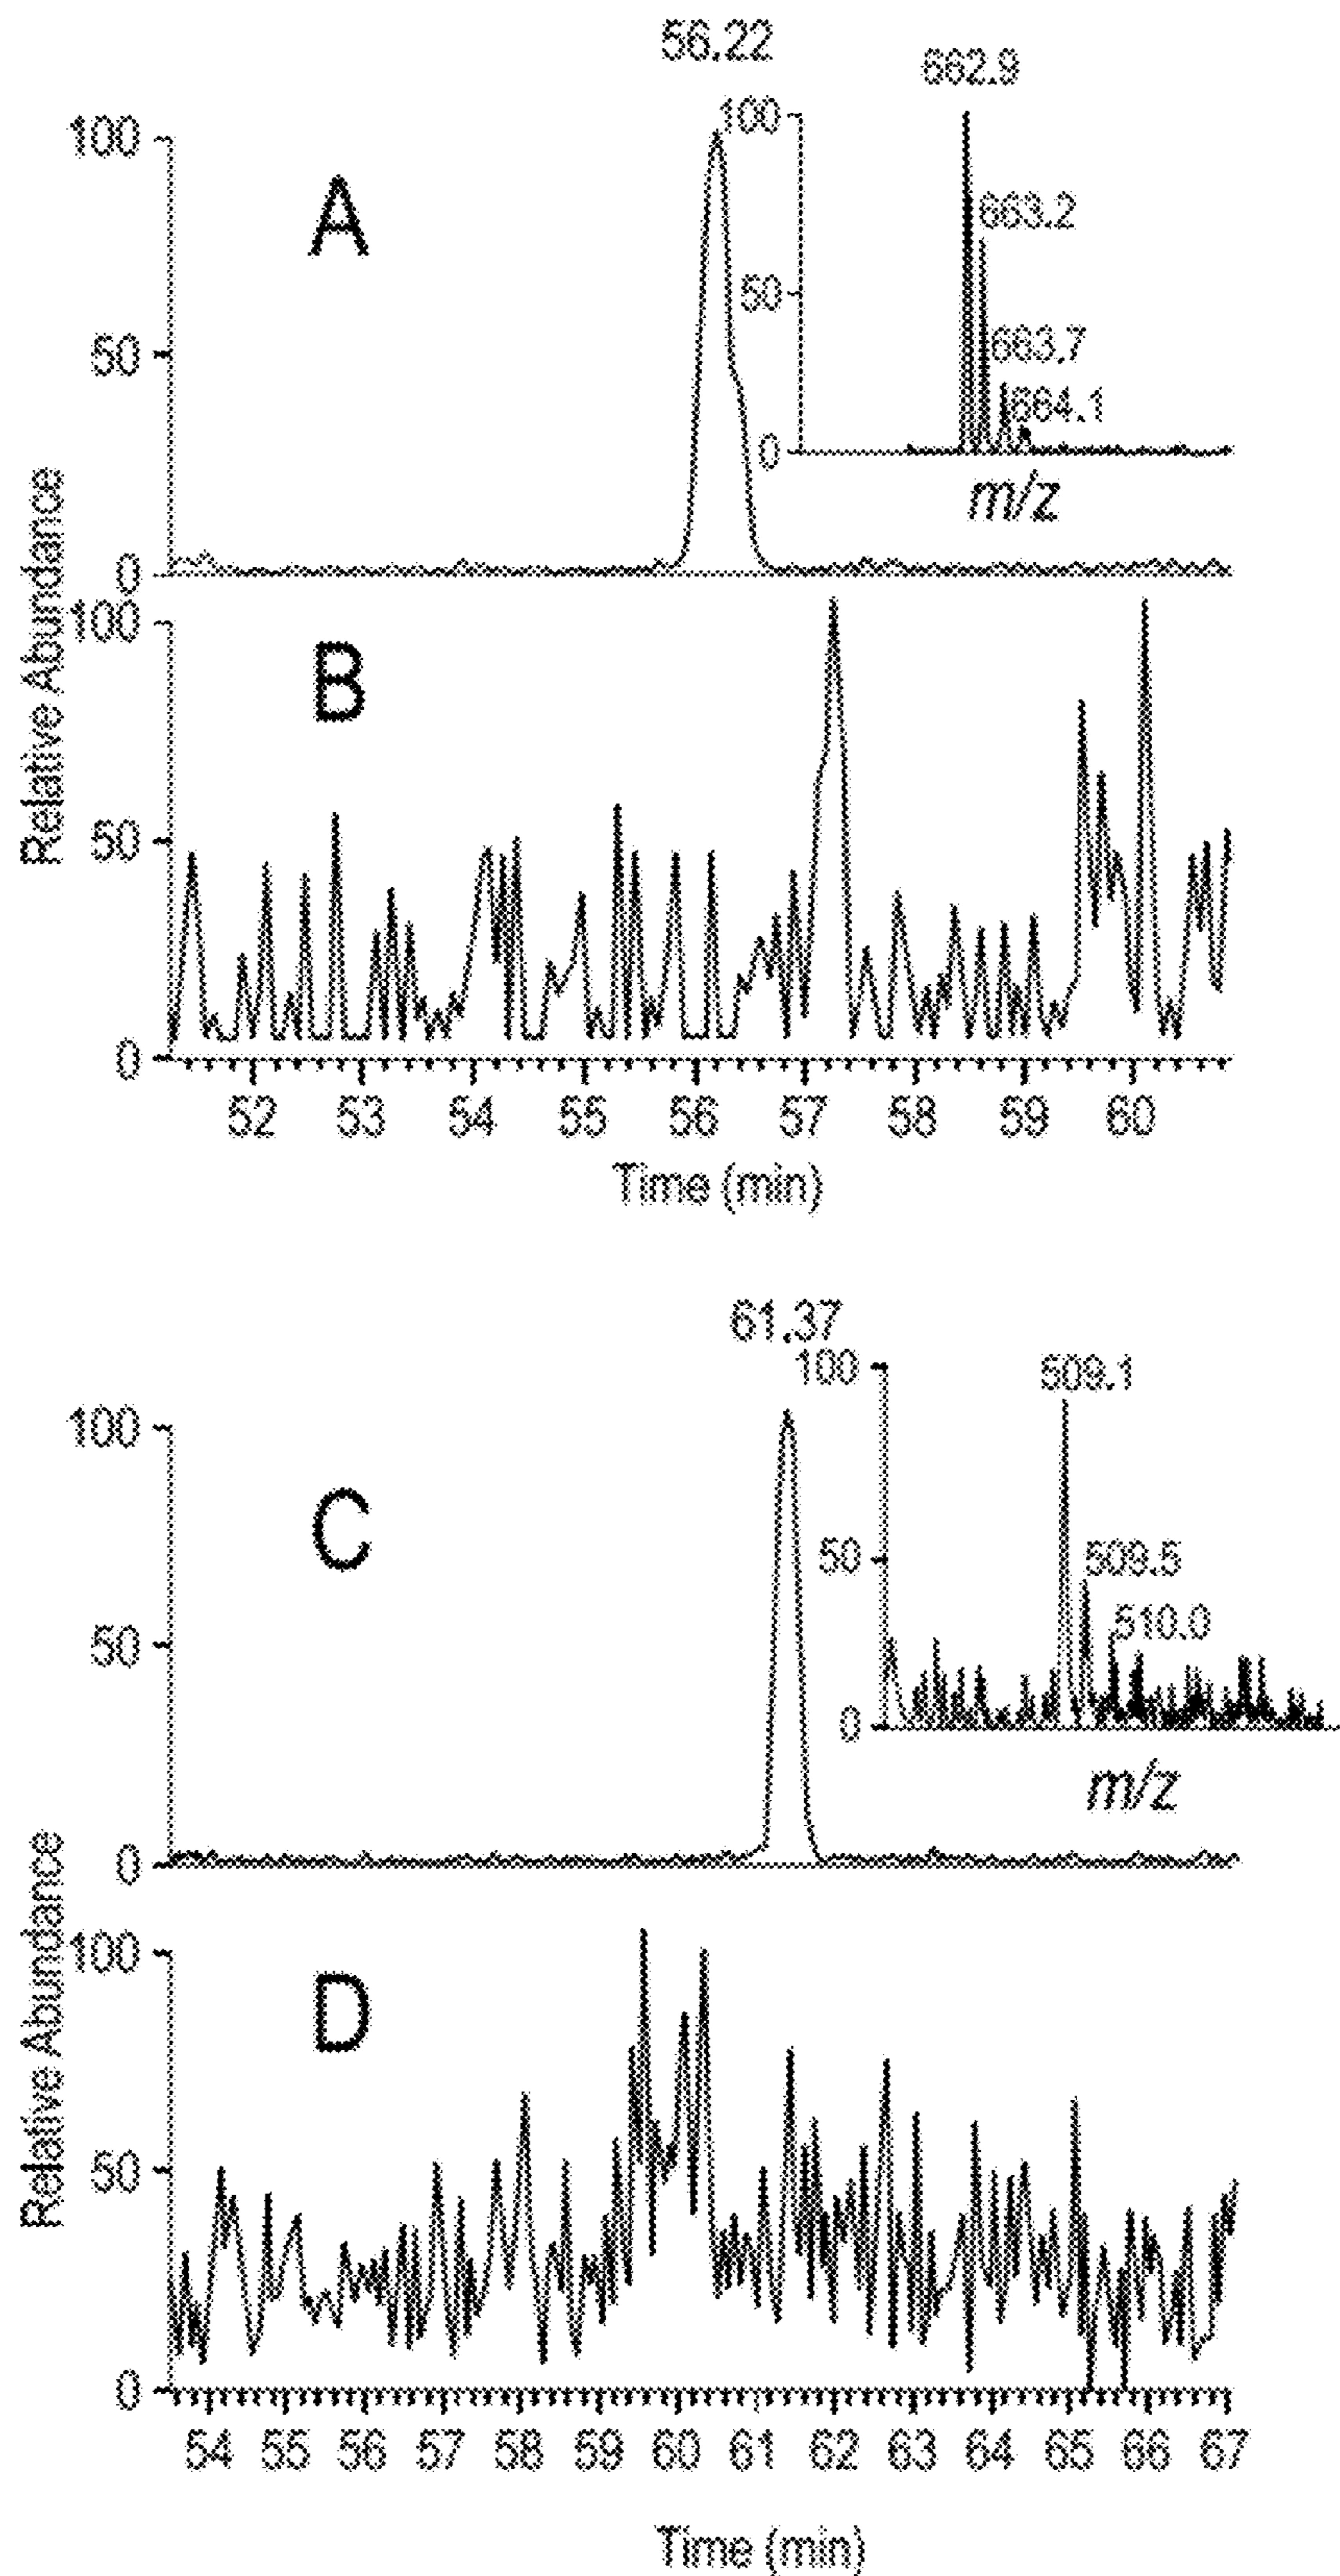 56.22
662.9
100
663.2
50
663.7
664.1
0
m/z
100
A
50
0
Relative Abundance
100
B
50
0
52 53 54 55 56 57 58 59 60
Time (min)
61.37
100
509.1
50
509.5
510.0
0
m/z
100
C
50
0
Relative Abundance
100
D
50
0
54 55 56 57 58 59 60 61 62 63 64 65 66 67
Time (min)